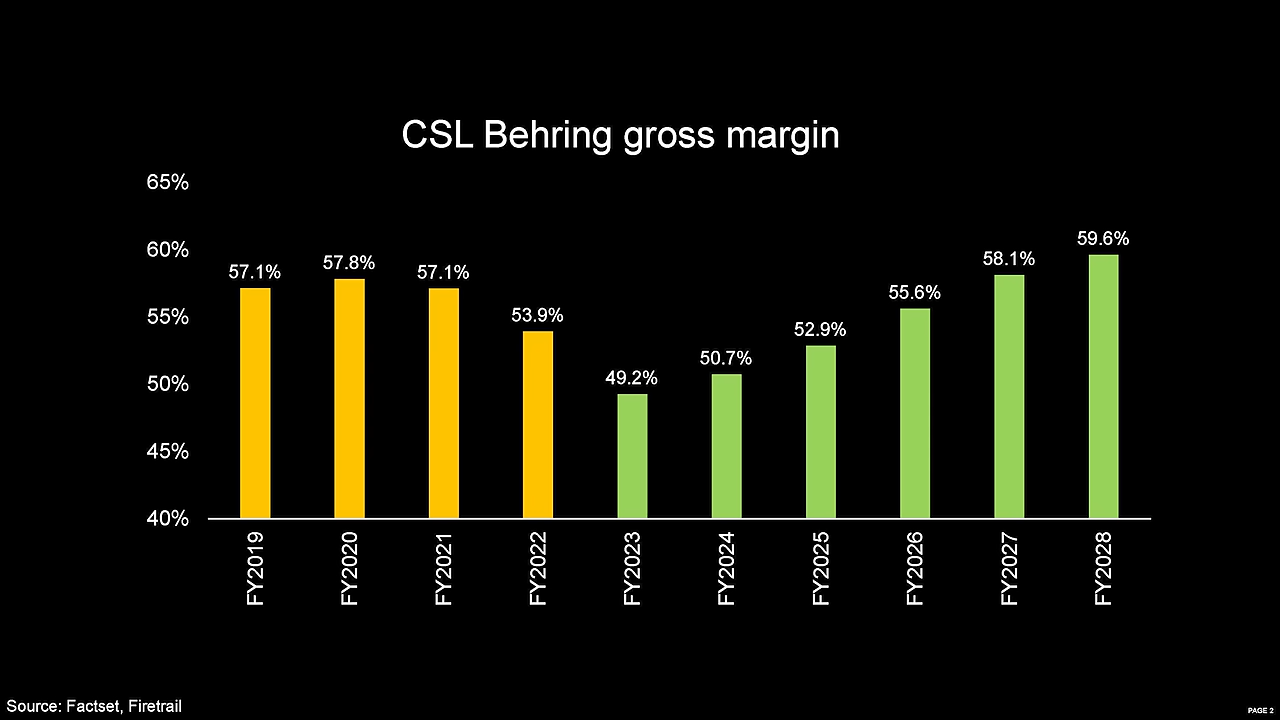 CSL Behring gross margin
65%
60%
55%
50%
45%
40%
57.1%
57.8%
57.1%
53.9%
49.2%
50.7%
52.9%
55.6%
58.1%
59.6%
FY2019
FY2020
FY2021
FY2022
FY2023
FY2024
FY2025
FY2026
FY2027
FY2028
Source: Factset, Firetrail
PAGE 2